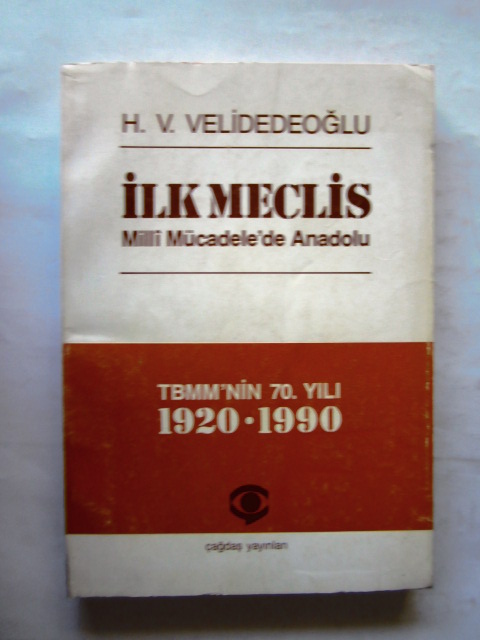 H. V. VELİDEDEOĞLU
İLK MECLİS
Millî Mücadele'de Anadolu
TBMM'NİN 70. YILI
1920 • 1990
çağdaş yayınları